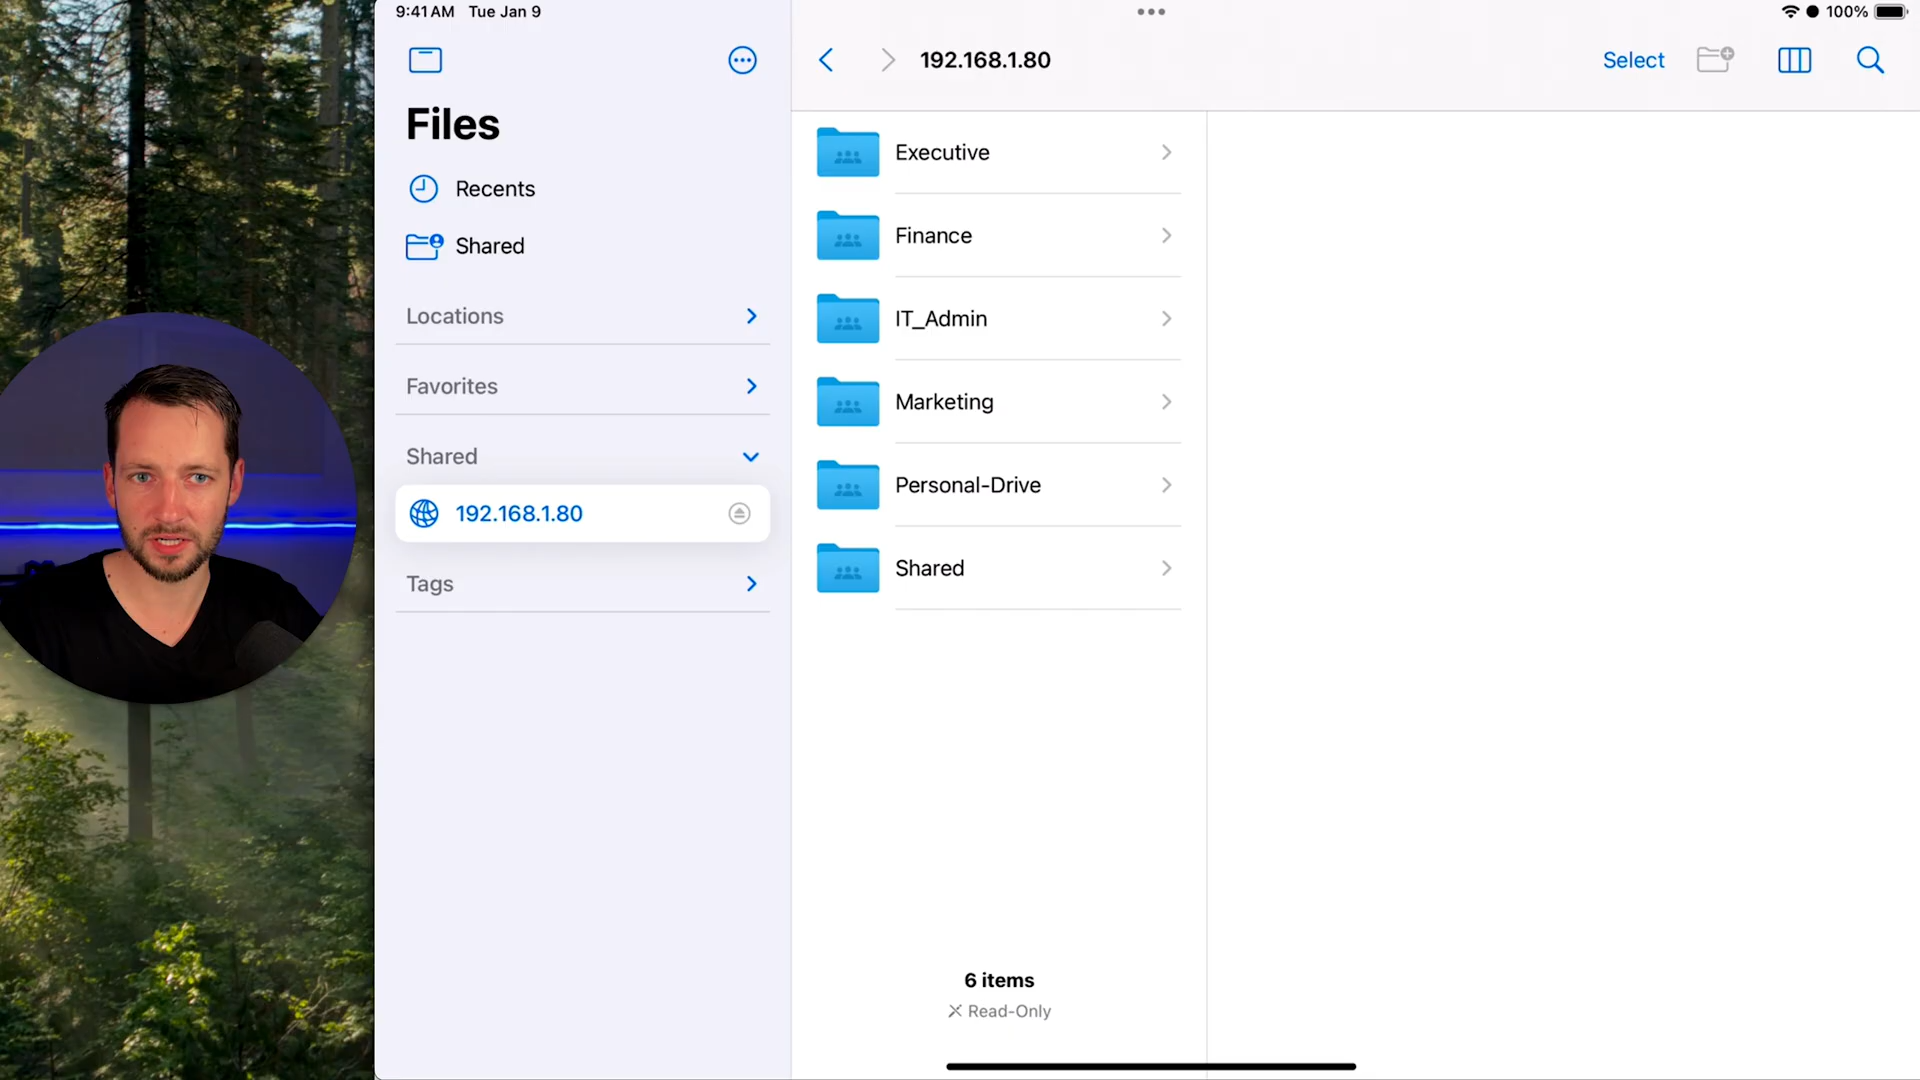 9:41 AM Tue Jan 9
100%
192.168.1.80
Select
Files
Recents
Shared
Locations
Favorites
Shared
192.168.1.80
Tags
Executive
Finance
IT_Admin
Marketing
Personal-Drive
Shared
6 items
Read-Only